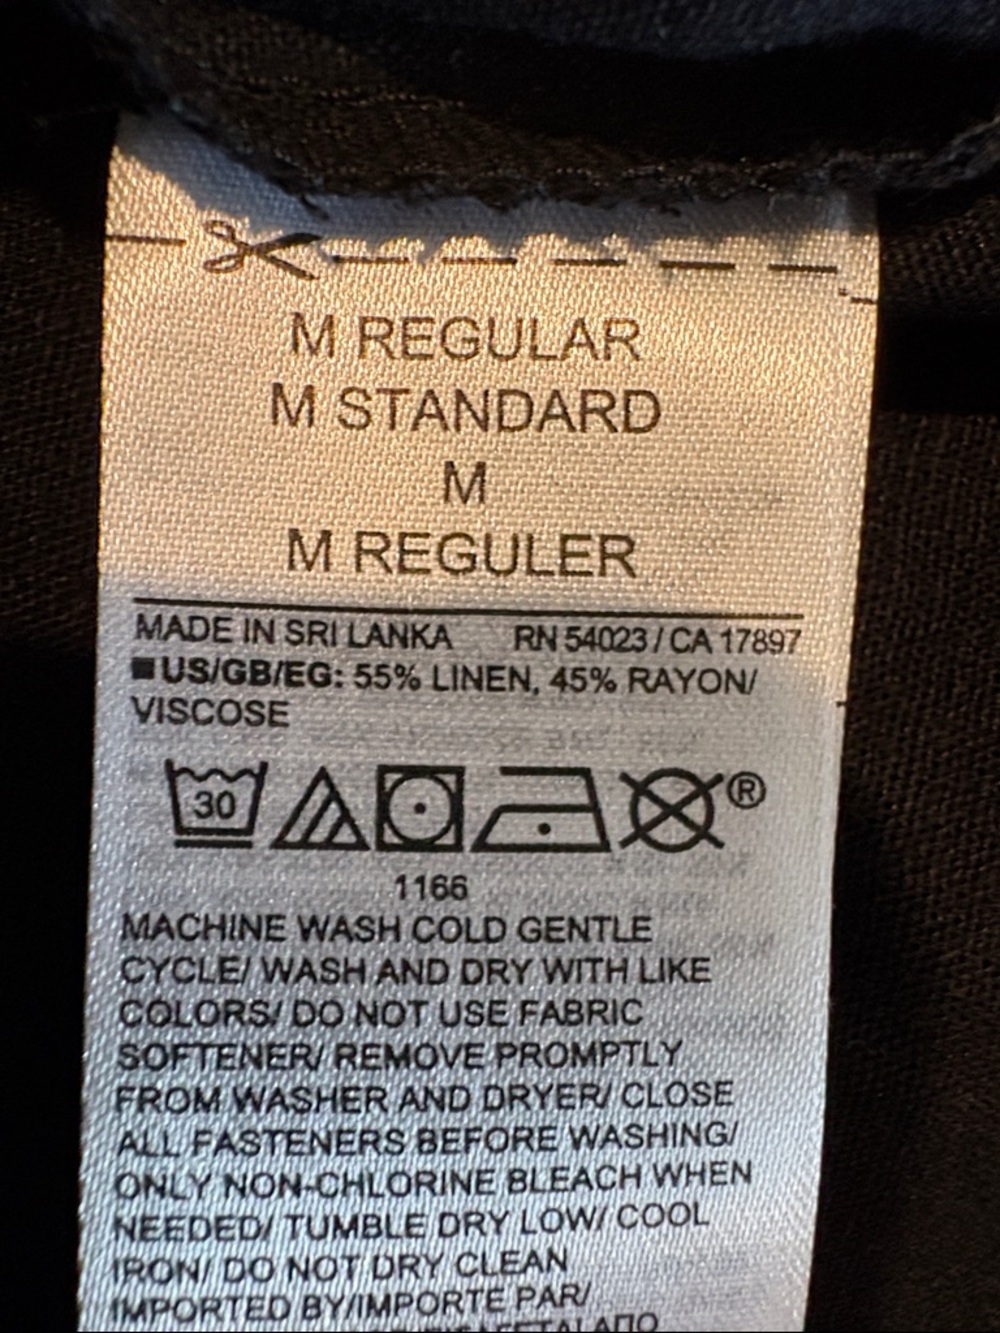 M REGULAR
M STANDARD
M
M REGULER
MADE IN SRI LANKA RN 54023 / CA 17897
■ US/GB/EG: 55% LINEN, 45% RAYON/
VISCOSE
30
®
1166
MACHINE WASH COLD GENTLE
CYCLE/ WASH AND DRY WITH LIKE
COLORS/ DO NOT USE FABRIC
SOFTENER/ REMOVE PROMPTLY
FROM WASHER AND DRYER/ CLOSE
ALL FASTENERS BEFORE WASHING/
ONLY NON-CHLORINE BLEACH WHEN
NEEDED/ TUMBLE DRY LOW/ COOL
IRON/ DO NOT DRY CLEAN
IMPORTED BY/IMPORTE PAR/